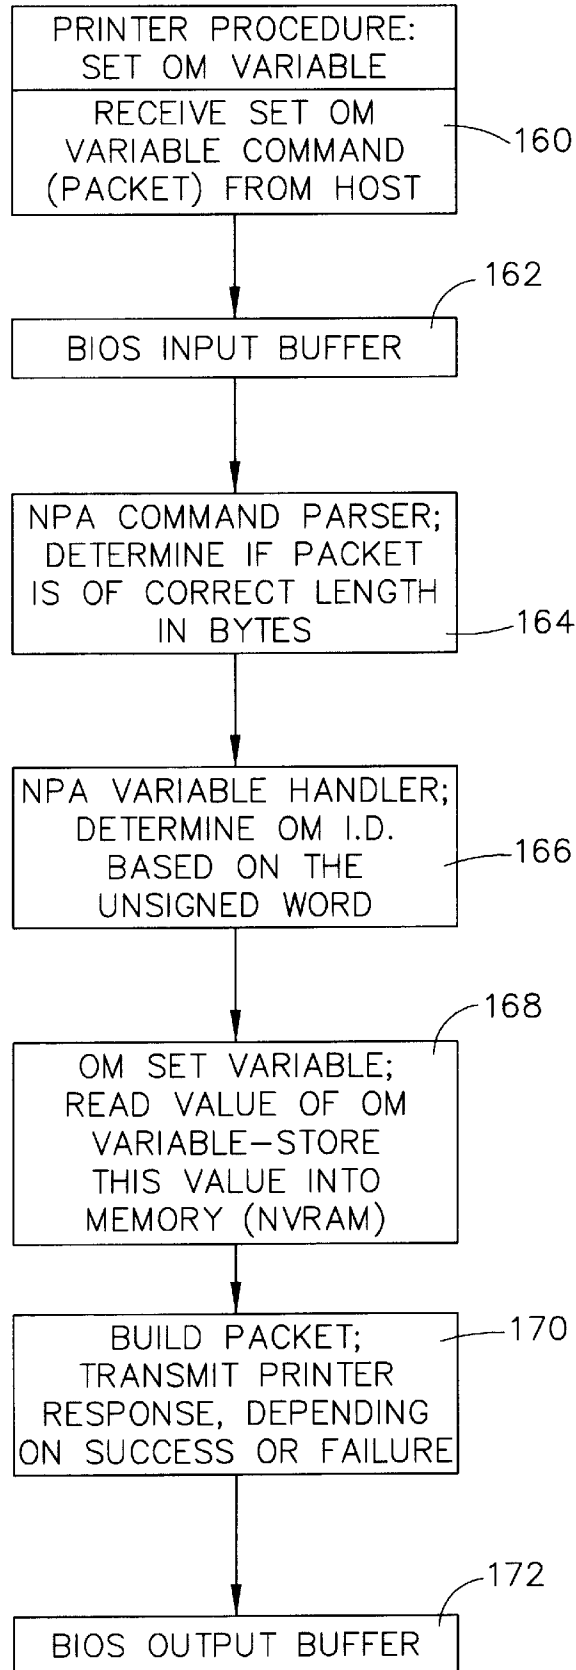 PRINTER PROCEDURE:
SET OM VARIABLE
RECEIVE SET OM
VARIABLE COMMAND
(PACKET) FROM HOST
160
162
BIOS INPUT BUFFER
NPA COMMAND PARSER;
DETERMINE IF PACKET
IS OF CORRECT LENGTH
IN BYTES
164
NPA VARIABLE HANDLER;
DETERMINE OM I.D.
BASED ON THE
UNSIGNED WORD
166
168
OM SET VARIABLE;
READ VALUE OF OM
VARIABLE-STORE
THIS VALUE INTO
MEMORY (NVRAM)
BUILD PACKET;
TRANSMIT PRINTER
RESPONSE, DEPENDING
ON SUCCESS OR FAILURE
170
172
BIOS OUTPUT BUFFER